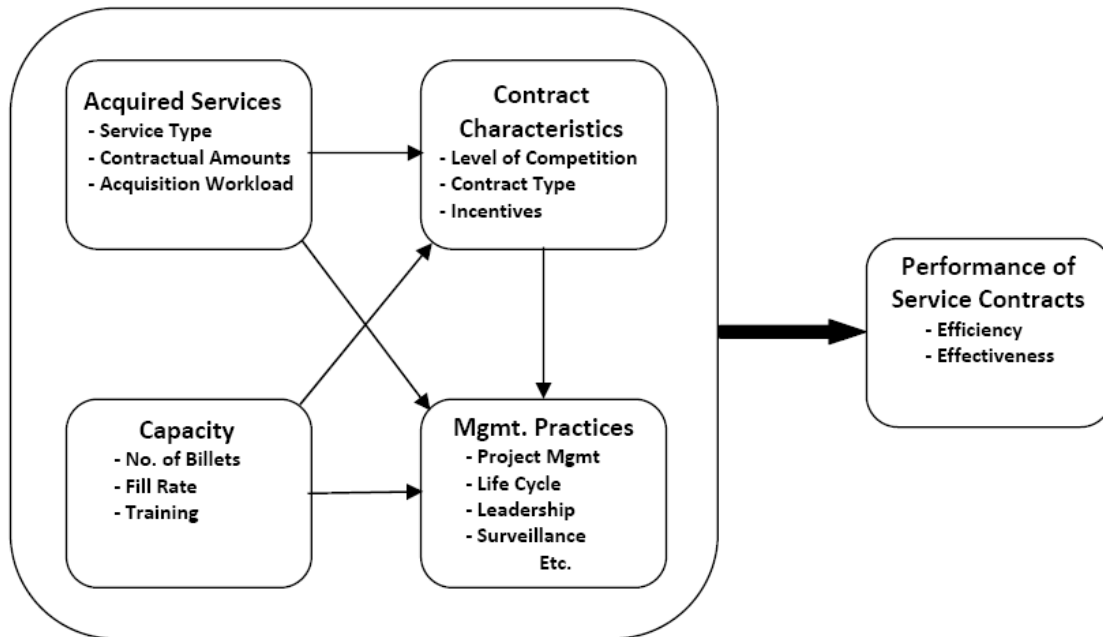 Acquired Services
- Service Type
- Contractual Amounts
- Acquisition Workload
Contract
Characteristics
- Level of Competition
- Contract Type
- Incentives
Capacity
- No. of Billets
- Fill Rate
- Training
Mgmt. Practices
- Project Mgmt
- Life Cycle
- Leadership
- Surveillance
Etc.
Performance of
Service Contracts
- Efficiency
- Effectiveness